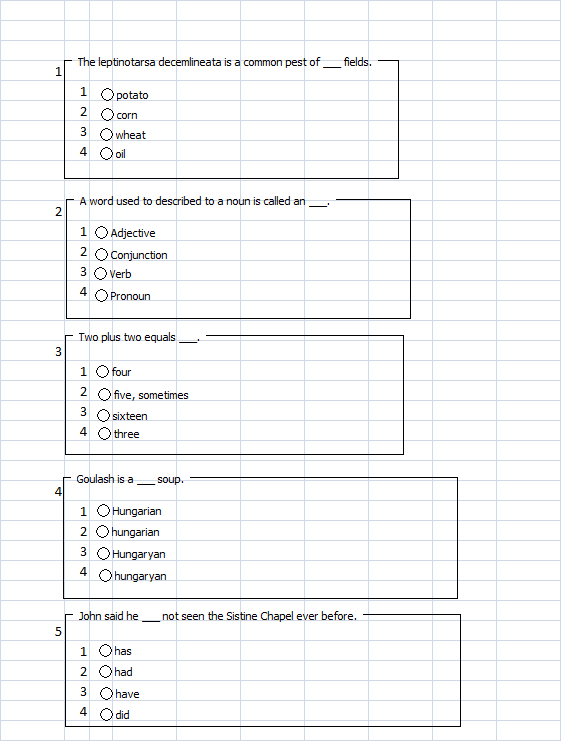 The leptinotarsa decemlineata is a common pest of ___ fields.
1
1 potato
2 corn
3 wheat
4 oil
A word used to described to a noun is called an ___.
2
1 Adjective
2 Conjunction
3 Verb
4 Pronoun
Two plus two equals ___.
3
1 four
2 five, sometimes
3 sixteen
4 three
Goulash is a ___ soup.
4
1 Hungarian
2 hungarian
3 Hungaryan
4 hungaryan
John said he ___ not seen the Sistine Chapel ever before.
5
1 has
2 had
3 have
4 did